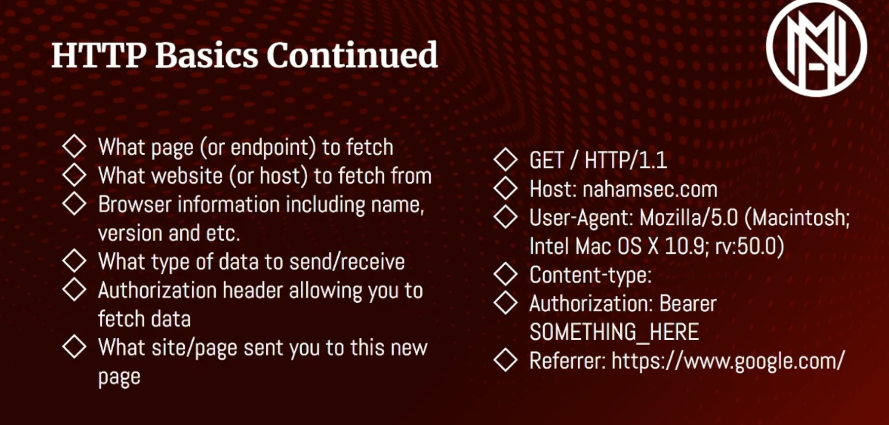 HTTP Basics Continued
What page (or endpoint) to fetch
What website (or host) to fetch from
Browser information including name,
version and etc.
What type of data to send/receive
Authorization header allowing you to
fetch data
What site/page sent you to this new
page
GET / HTTP/1.1
Host: nahamsec.com
User-Agent: Mozilla/5.0 (Macintosh;
Intel Mac OS X 10.9; rv:50.0)
Content-type:
Authorization: Bearer
SOMETHING_HERE
Referrer: https://www.google.com/